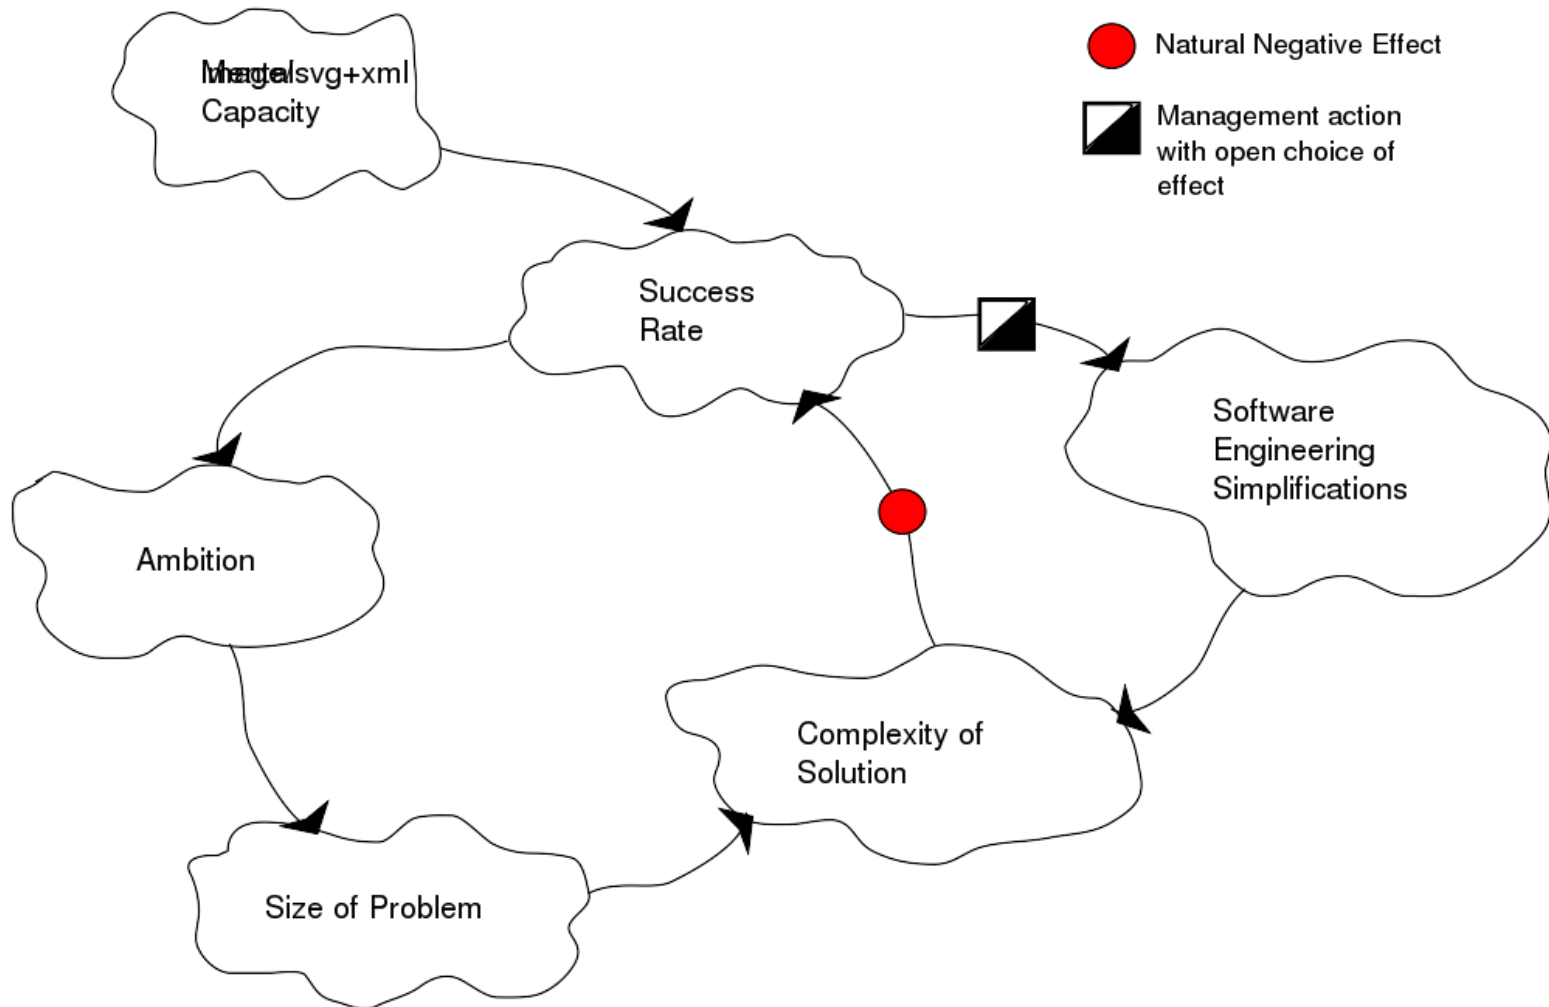 Capacity
Natural Negative Effect
Management action
with open choice of
effect
Success
Rate
Software
Engineering
Simplifications
Ambition
Complexity of
Solution
Size of Problem